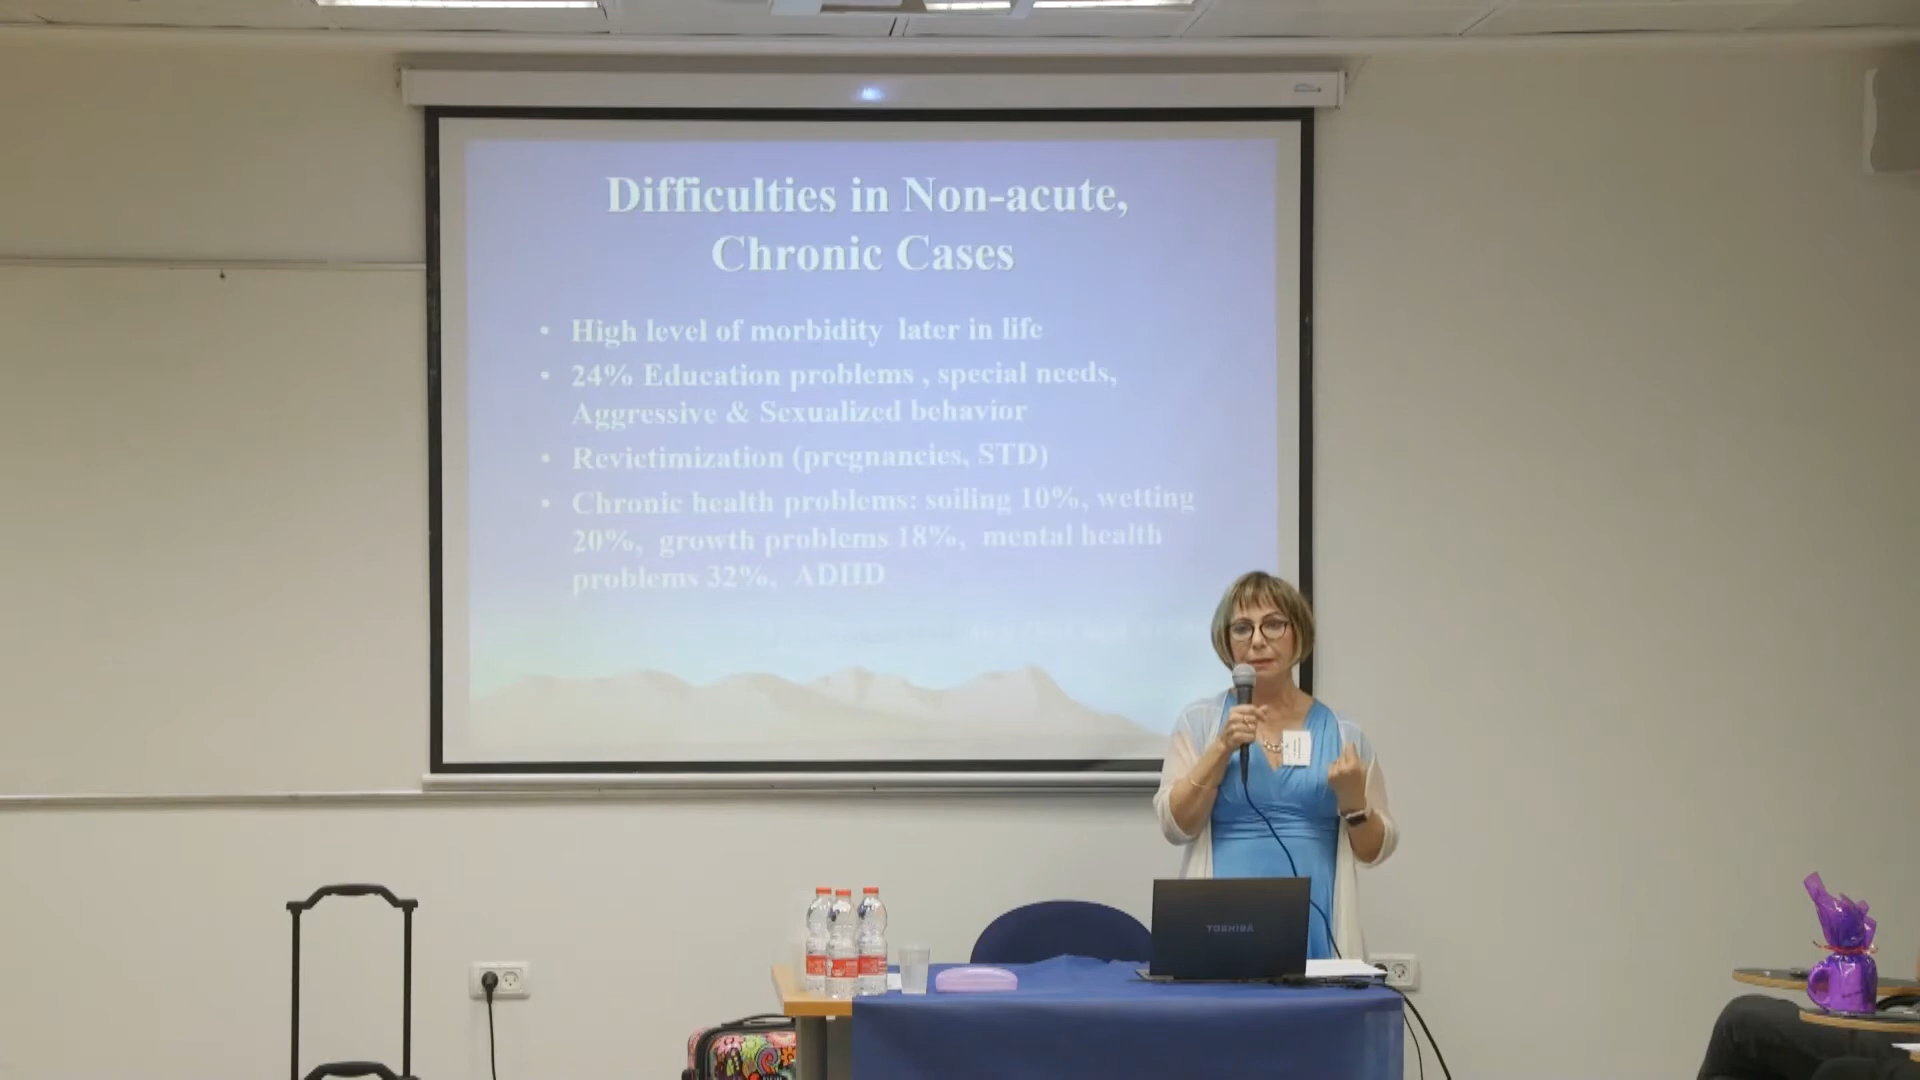 Difficulties in Non-acute,
Chronic Cases
• High level of morbidity later in life
• 24% Education problems , special needs,
Aggressive & Sexualized behavior
• Revictimization (pregnancies, STD)
• Chronic health problems: soiling 10%, wetting
20%, growth problems 18%, mental health
problems 32%, ADHD
TOSHIBA